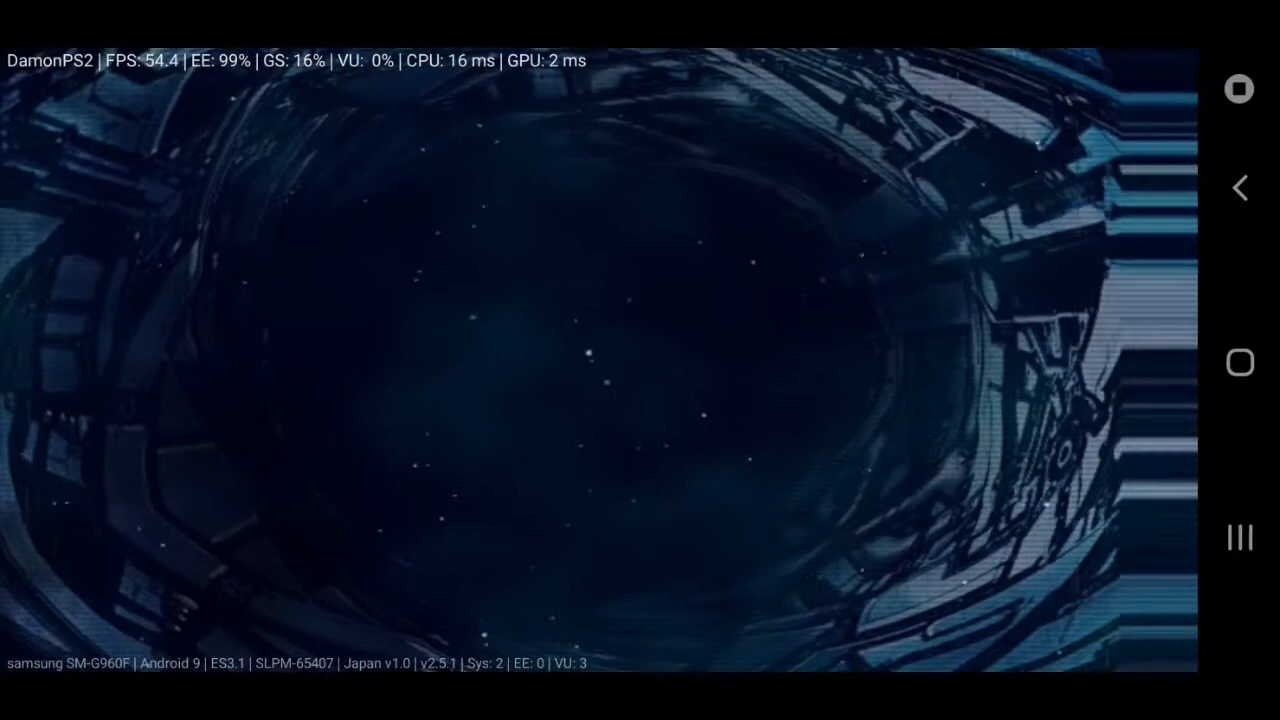 DamonPS2 | FPS: 54.4 | EE: 99% | GS: 16% | VU: 0% | CPU: 16 ms | GPU: 2 ms
samsung SM-G960F | Android 9 | ES3.1 | SLPM-65407 | Japan v1.0 | v2.5.1 | Sys: 2 | EE: 0 | VU: 3